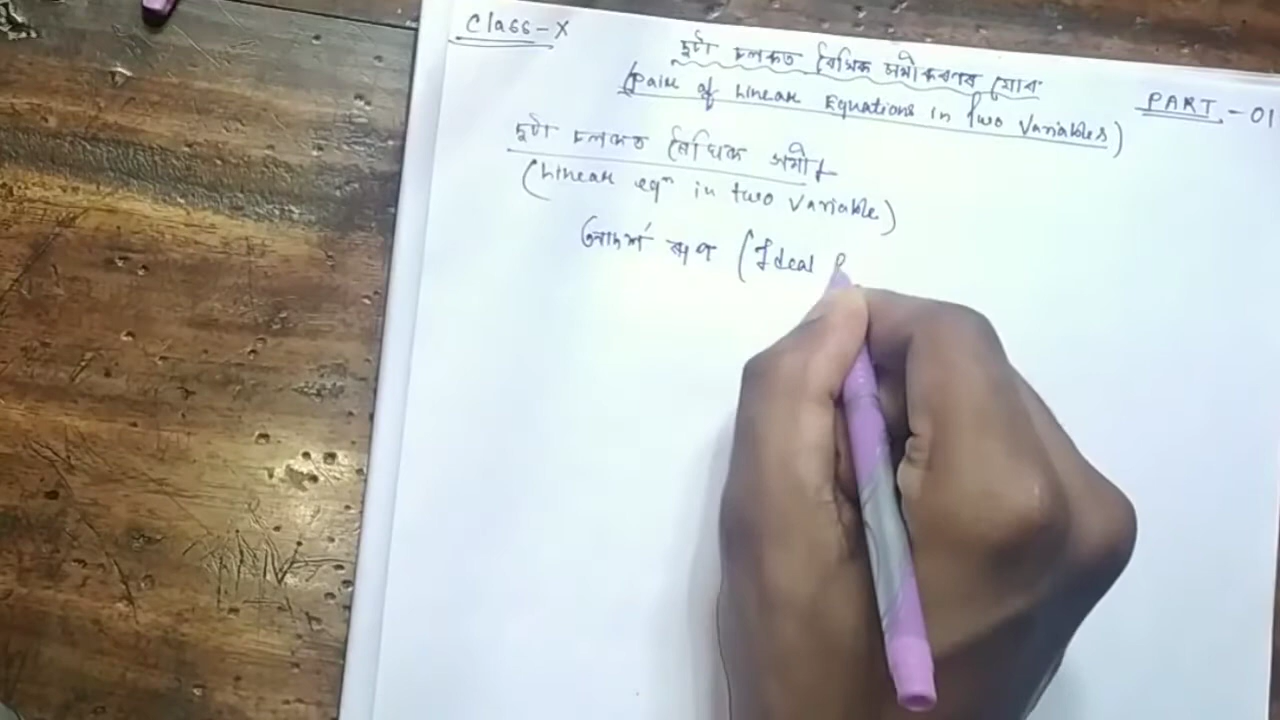 Class-X
দুটা চলকত ৰৈখিক সমীকৰণৰ যোৰ
(Pair of Linear Equations in Two Variables)
PART - 01
দুটা চলকত ৰৈখিক সমীঃ
(Linear eqⁿ in two Variable)
আদৰ্শ ৰূপ (Ideal